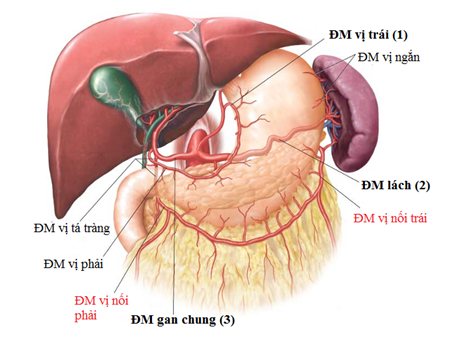 ĐM vị trái (1)
ĐM vị ngắn
ĐM lách (2)
ĐM vị nối trái
ĐM vị tá tràng
ĐM vị phải
ĐM vị nối
phải
ĐM gan chung (3)